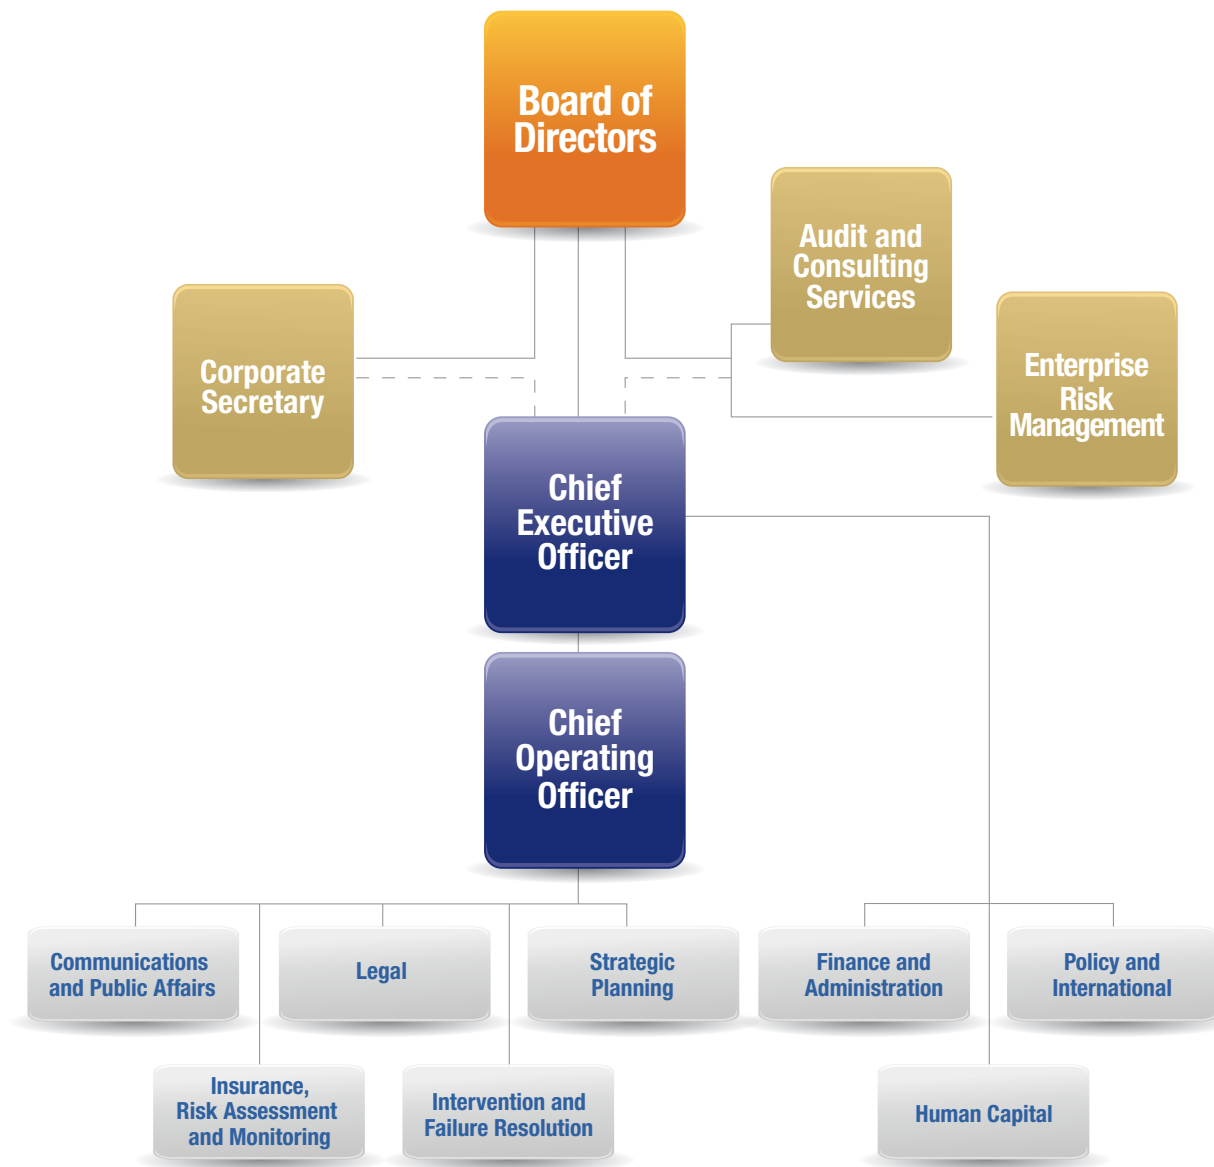 Board of
Directors
Audit and
Consulting
Services
Corporate
Secretary
Enterprise
Risk
Management
Chief
Executive
Officer
Chief
Operating
Officer
Communications
and Public Affairs
Legal
Strategic
Planning
Finance and
Administration
Policy and
International
Insurance,
Risk Assessment
and Monitoring
Intervention and
Failure Resolution
Human Capital